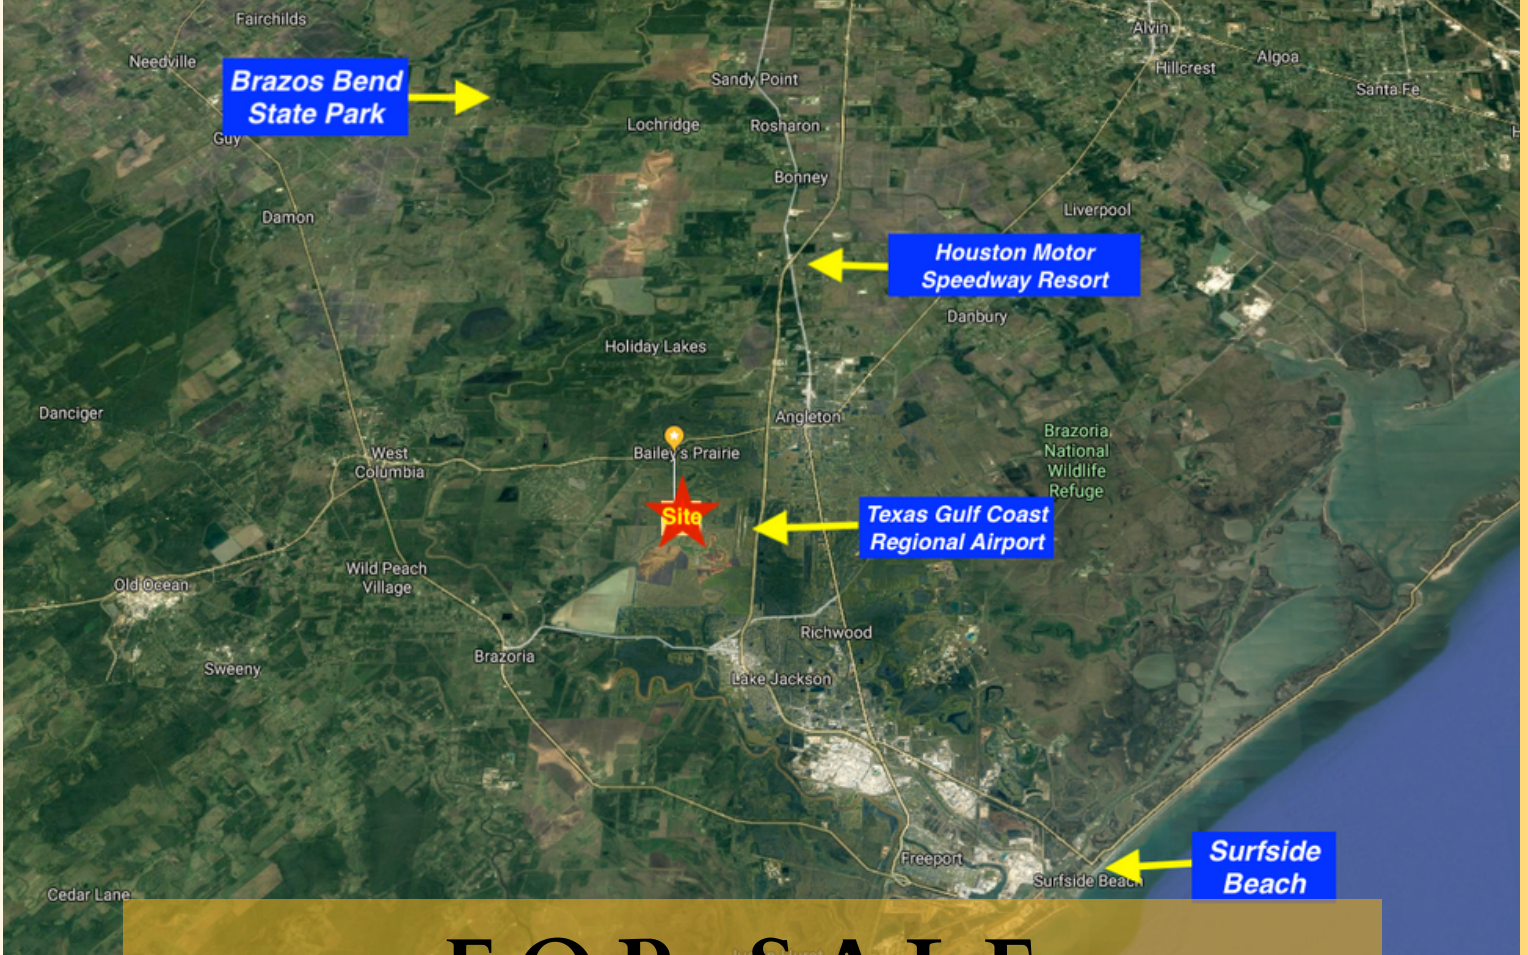 Fairchilds
Alvin
Needville
Algoa
Hillcrest
Brazos Bend
State Park
Sandy Point
Santa Fe
Lochridge
Rosharon
H
Guy
Bonney
Damon
Liverpool
Houston Motor
Speedway Resort
Danbury
Holiday Lakes
Danciger
Angleton
Brazoria
National
Wildlife
Refuge
West
Columbia
Bailey's Prairie
Site
Texas Gulf Coast
Regional Airport
Wild Peach
Village
Old Ocean
Richwood
Brazoria
Sweeny
Lake Jackson
Surfside
Beach
Freeport
Surfside Beach
Cedar Lane
FOR SALE